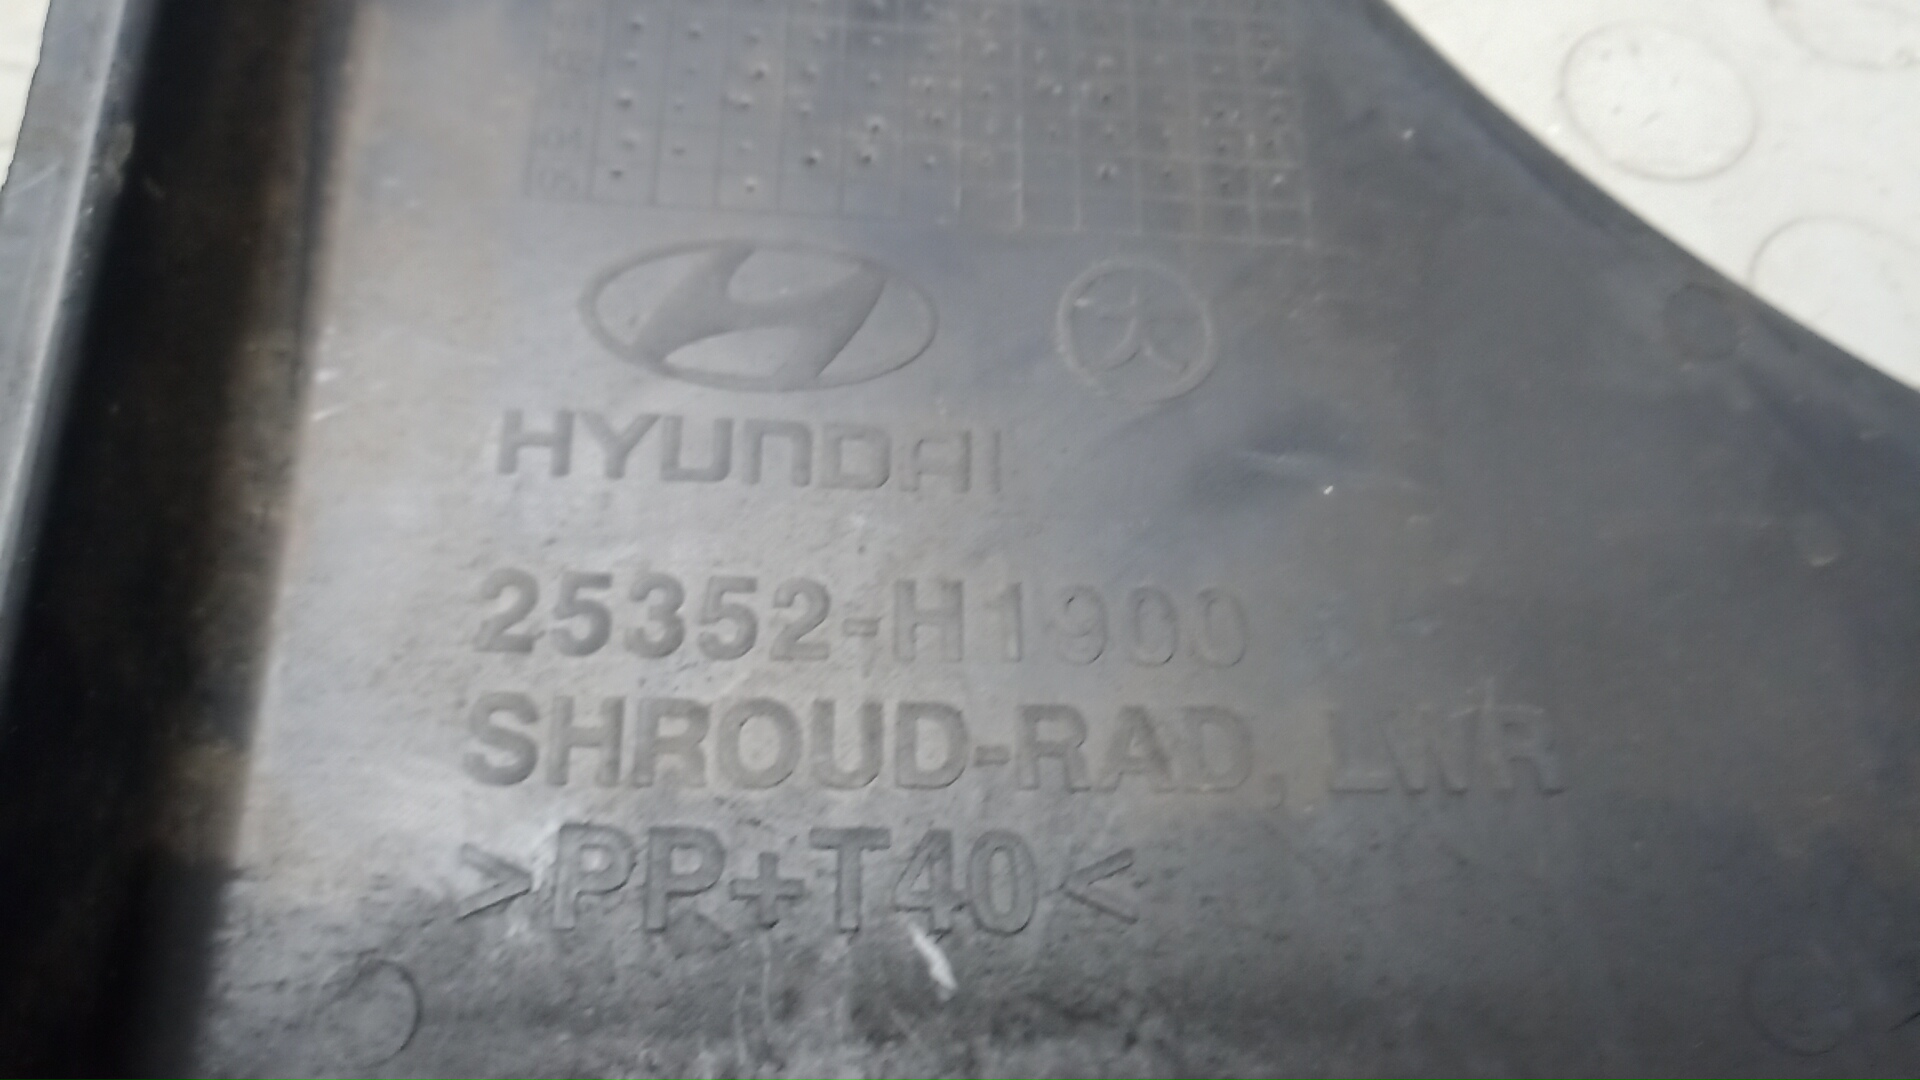 HYUNDAI
25352-H1900
SHROUD-RAD, LWR
>PP+T40<